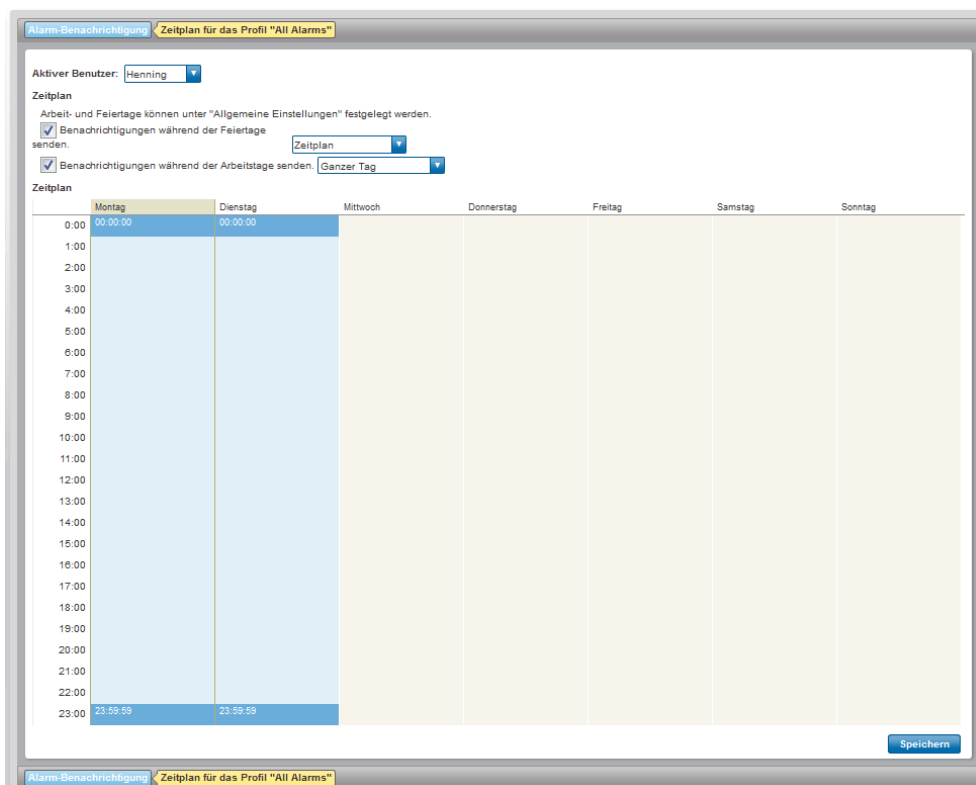 Alarm-Benachrichtigung Zeitplan für das Profil "All Alarms"
Aktiver Benutzer: Henning
Zeitplan
Arbeit- und Feiertage können unter "Allgemeine Einstellungen" festgelegt werden.
Benachrichtigungen während der Feiertage
senden. Zeitplan
Benachrichtigungen während der Arbeitstage senden. Ganzer Tag
Zeitplan
Montag Dienstag Mittwoch Donnerstag Freitag Samstag Sonntag
0:00 00:00:00 00:00:00
1:00
2:00
3:00
4:00
5:00
6:00
7:00
8:00
9:00
10:00
11:00
12:00
13:00
14:00
15:00
16:00
17:00
18:00
19:00
20:00
21:00
22:00
23:00 23:59:59 23:59:59
Speichern
Alarm-Benachrichtigung Zeitplan für das Profil "All Alarms"